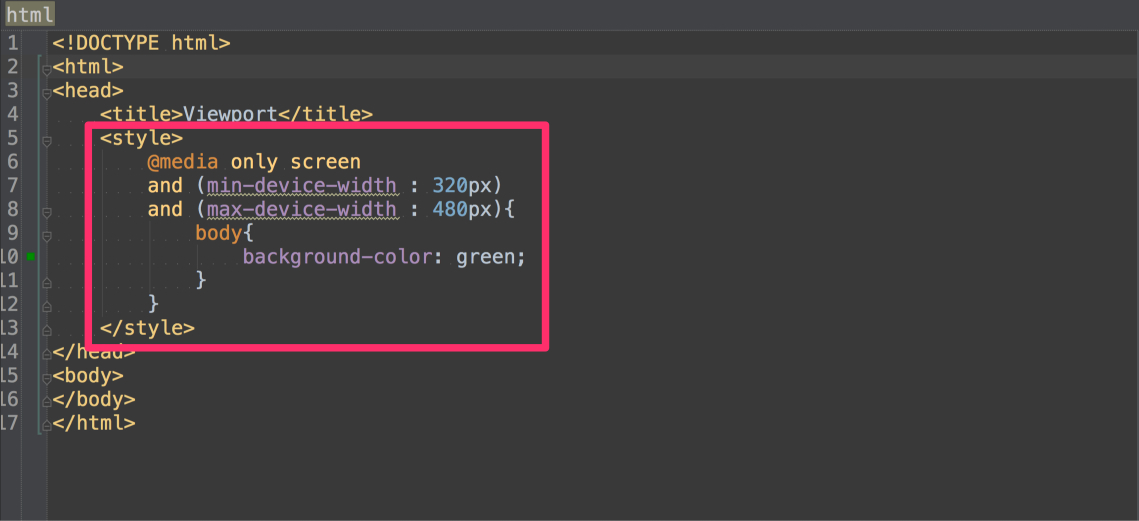 html
1 <!DOCTYPE html>
2 <html>
3 <head>
4 <title>Viewport</title>
5 <style>
6 @media only screen
7 and (min-device-width : 320px)
8 and (max-device-width : 480px){
9 body{
10 background-color: green;
11 }
12 }
13 </style>
14 </head>
15 <body>
16 </body>
17 </html>